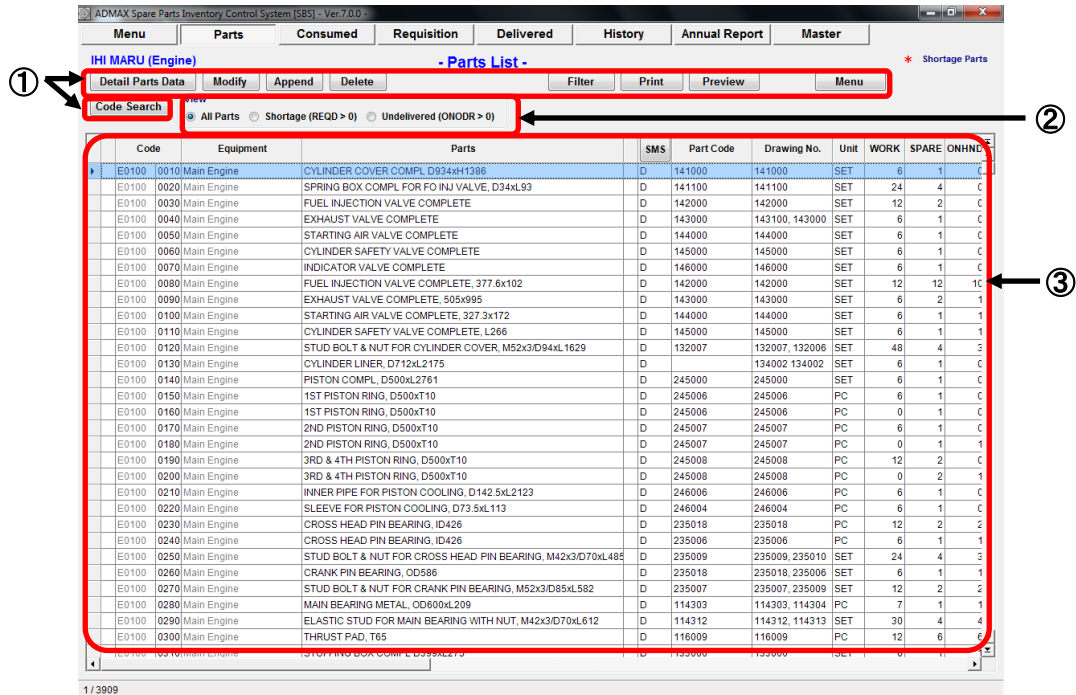 ADMAX Spare Parts Inventory Control System [SBS] - Ver.7.0.0 -
Menu Parts Consumed Requisition Delivered History Annual Report Master
IHI MARU (Engine) - Parts List - * Shortage Parts
① Detail Parts Data Modify Append Delete Filter Print Preview Menu
Code Search View
All Parts Shortage (REQD > 0) Undelivered (ONODR > 0) ②
Code Equipment Parts SMS Part Code Drawing No. Unit WORK SPARE ONHND
E0100 0010 Main Engine CYLINDER COVER COMPL D934xH1386 D 141000 141000 SET 6 1
E0100 0020 Main Engine SPRING BOX COMPL FOR FO INJ VALVE, D34xL93 D 141100 141100 SET 24 4
E0100 0030 Main Engine FUEL INJECTION VALVE COMPLETE D 142000 142000 SET 12 2
E0100 0040 Main Engine EXHAUST VALVE COMPLETE D 143000 143100, 143000 SET 6 1
E0100 0050 Main Engine STARTING AIR VALVE COMPLETE D 144000 144000 SET 6 1
E0100 0060 Main Engine CYLINDER SAFETY VALVE COMPLETE D 145000 145000 SET 6 1
E0100 0070 Main Engine INDICATOR VALVE COMPLETE D 146000 146000 SET 6 1
E0100 0080 Main Engine FUEL INJECTION VALVE COMPLETE, 377.6x102 D 142000 142000 SET 12 12 10
E0100 0090 Main Engine EXHAUST VALVE COMPLETE, 505x995 D 143000 143000 SET 6 2 1
E0100 0100 Main Engine STARTING AIR VALVE COMPLETE, 327.3x172 D 144000 144000 SET 6 1 1
E0100 0110 Main Engine CYLINDER SAFETY VALVE COMPLETE, L266 D 145000 145000 SET 6 1 1
E0100 0120 Main Engine STUD BOLT & NUT FOR CYLINDER COVER, M52x3/D94xL1629 D 132007 132007, 132006 SET 48 4 3
E0100 0130 Main Engine CYLINDER LINER, D712xL2175 D 134002 134002 SET 6 1
E0100 0140 Main Engine PISTON COMPL, D500xL2761 D 245000 245000 SET 6 1
E0100 0150 Main Engine 1ST PISTON RING, D500xT10 D 245006 245006 PC 6 1
E0100 0160 Main Engine 1ST PISTON RING, D500xT10 D 245006 245006 PC 0 1
E0100 0170 Main Engine 2ND PISTON RING, D500xT10 D 245007 245007 PC 6 1
E0100 0180 Main Engine 2ND PISTON RING, D500xT10 D 245007 245007 PC 0 1 1
E0100 0190 Main Engine 3RD & 4TH PISTON RING, D500xT10 D 245008 245008 PC 12 2
E0100 0200 Main Engine 3RD & 4TH PISTON RING, D500xT10 D 245008 245008 PC 0 2 1
E0100 0210 Main Engine INNER PIPE FOR PISTON COOLING, D142.5xL2123 D 246006 246006 PC 6 1
E0100 0220 Main Engine SLEEVE FOR PISTON COOLING, D73.5xL113 D 246004 246004 PC 6 1
E0100 0230 Main Engine CROSS HEAD PIN BEARING, ID426 D 235018 235018 PC 12 2 2
E0100 0240 Main Engine CROSS HEAD PIN BEARING, ID426 D 235006 235006 PC 6 1 1
E0100 0250 Main Engine STUD BOLT & NUT FOR CROSS HEAD PIN BEARING, M42x3/D70xL485 D 235009 235009, 235010 SET 24 4 3
E0100 0260 Main Engine CRANK PIN BEARING, OD586 D 235018 235018, 235006 SET 6 1 1
E0100 0270 Main Engine STUD BOLT & NUT FOR CRANK PIN BEARING, M52x3/D85xL582 D 235007 235007, 235009 SET 12 2 2
E0100 0280 Main Engine MAIN BEARING METAL, OD600xL209 D 114303 114303, 114304 PC 7 1 1
E0100 0290 Main Engine ELASTIC STUD FOR MAIN BEARING WITH NUT, M42x3/D70xL612 D 114312 114312, 114313 SET 30 4 4
E0100 0300 Main Engine THRUST PAD, T65 D 116009 116009 PC 12 6 6
③
1 / 3909